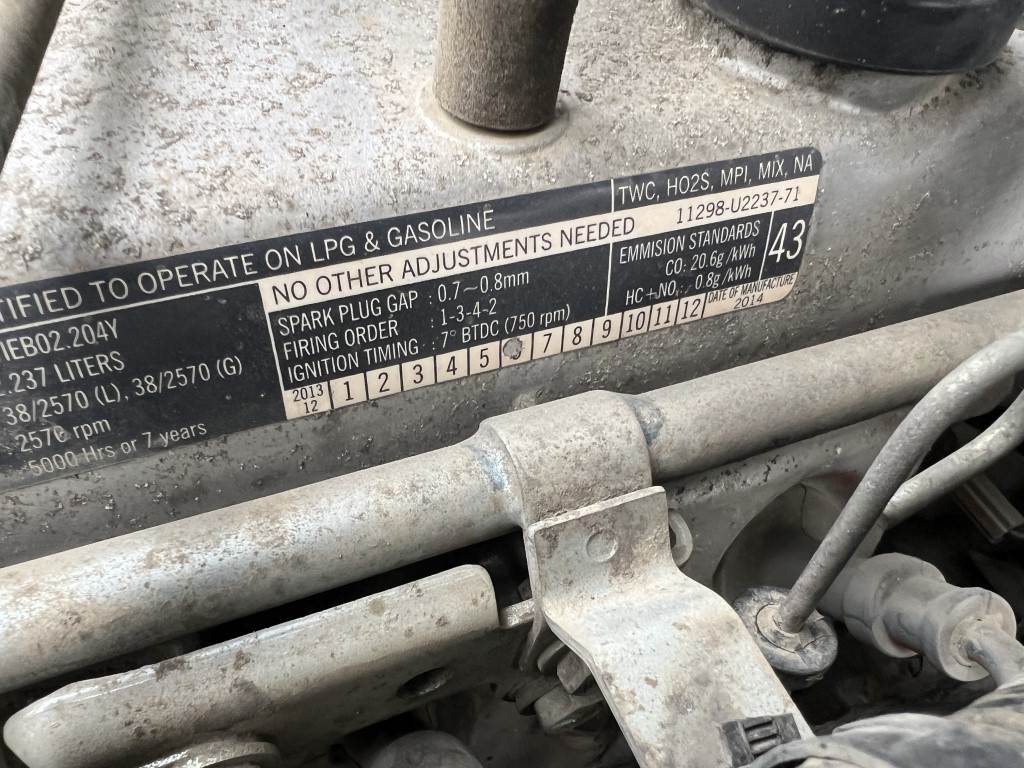 TIFIED TO OPERATE ON LPG & GASOLINE
TWC, HO2S, MPI, MIX, NA
IEB02.204Y
.237 LITERS
38/2570 (L), 38/2570 (G)
2570 rpm
5000 Hrs or 7 years
NO OTHER ADJUSTMENTS NEEDED
11298-U2237-71
SPARK PLUG GAP : 0.7~0.8mm
FIRING ORDER : 1-3-4-2
IGNITION TIMING : 7° BTDC (750 rpm)
EMMISION STANDARDS
CO: 20.6g/kWh
HC+NOx: 0.8g/kWh
43
2013 12 1 2 3 4 5 7 8 9 10 11 12
DATE OF MANUFACTURE
2014